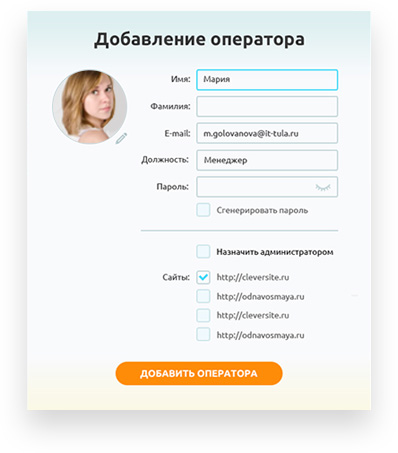 Добавление оператора
Имя: Мария
Фамилия:
E-mail: m.golovanova@it-tula.ru
Должность: Менеджер
Пароль:
Сгенерировать пароль
Назначить администратором
Сайты: http://cleversite.ru
http://odnavosmaya.ru
http://cleversite.ru
http://odnavosmaya.ru
ДОБАВИТЬ ОПЕРАТОРА